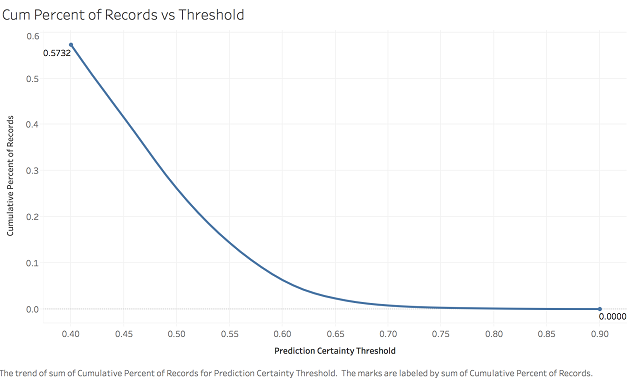 Cum Percent of Records vs Threshold
0.6
0.5732
0.5
0.4
0.3
0.2
0.1
0.0
Cumulative Percent of Records
0.0000
0.40 0.45 0.50 0.55 0.60 0.65 0.70 0.75 0.80 0.85 0.90
Prediction Certainty Threshold
The trend of sum of Cumulative Percent of Records for Prediction Certainty Threshold. The marks are labeled by sum of Cumulative Percent of Records.